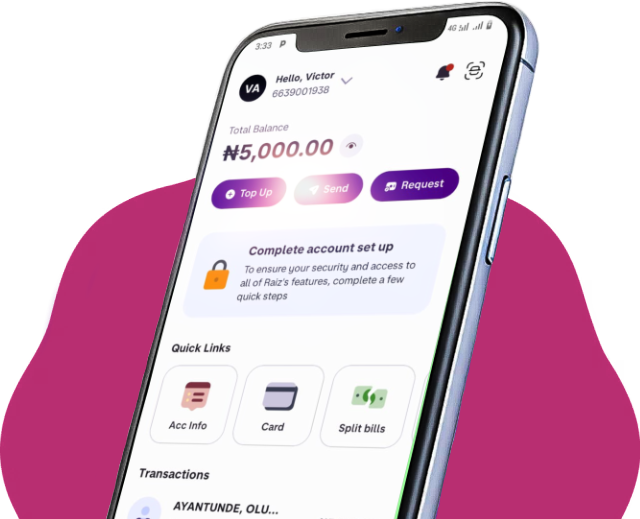 3:33 P
4G
VA
Hello, Victor
6639001938
Total Balance
₦5,000.00
Top Up
Send
Request
Complete account set up
To ensure your security and access to
all of Raiz's features, complete a few
quick steps
Quick Links
Acc Info
Card
Split bills
Transactions
AYANTUNDE, OLU...